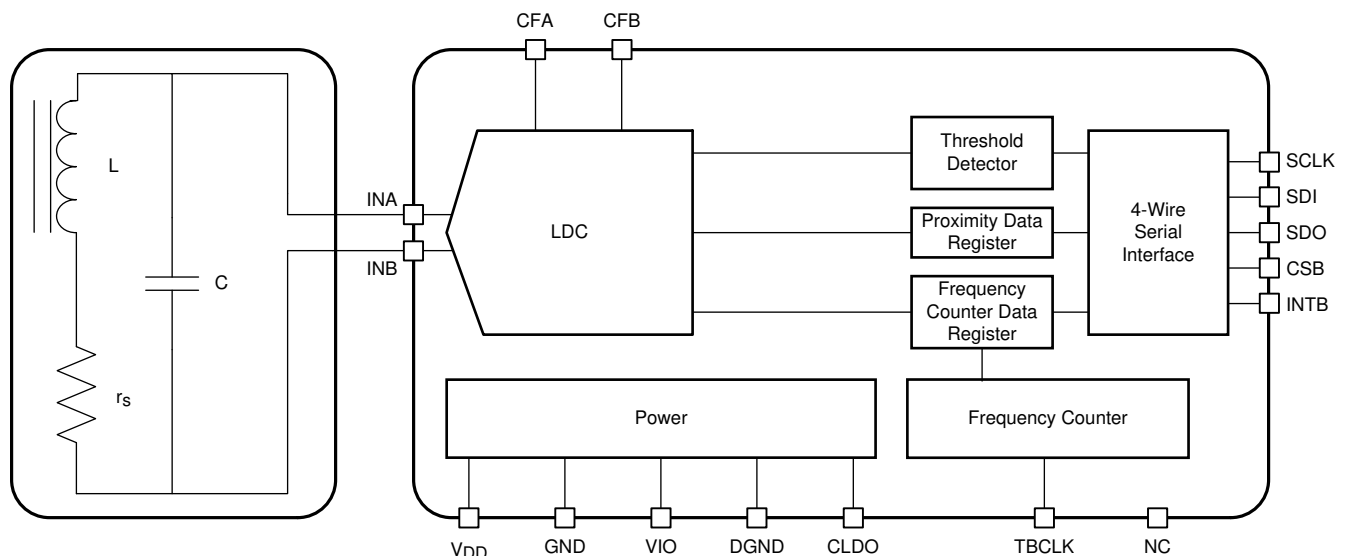 CFA
CFB
L
C
rS
INA
INB
LDC
Threshold
Detector
Proximity Data
Register
Frequency
Counter Data
Register
4-Wire
Serial
Interface
SCLK
SDI
SDO
CSB
INTB
Power
Frequency Counter
VDD
GND
VIO
DGND
CLDO
TBCLK
NC